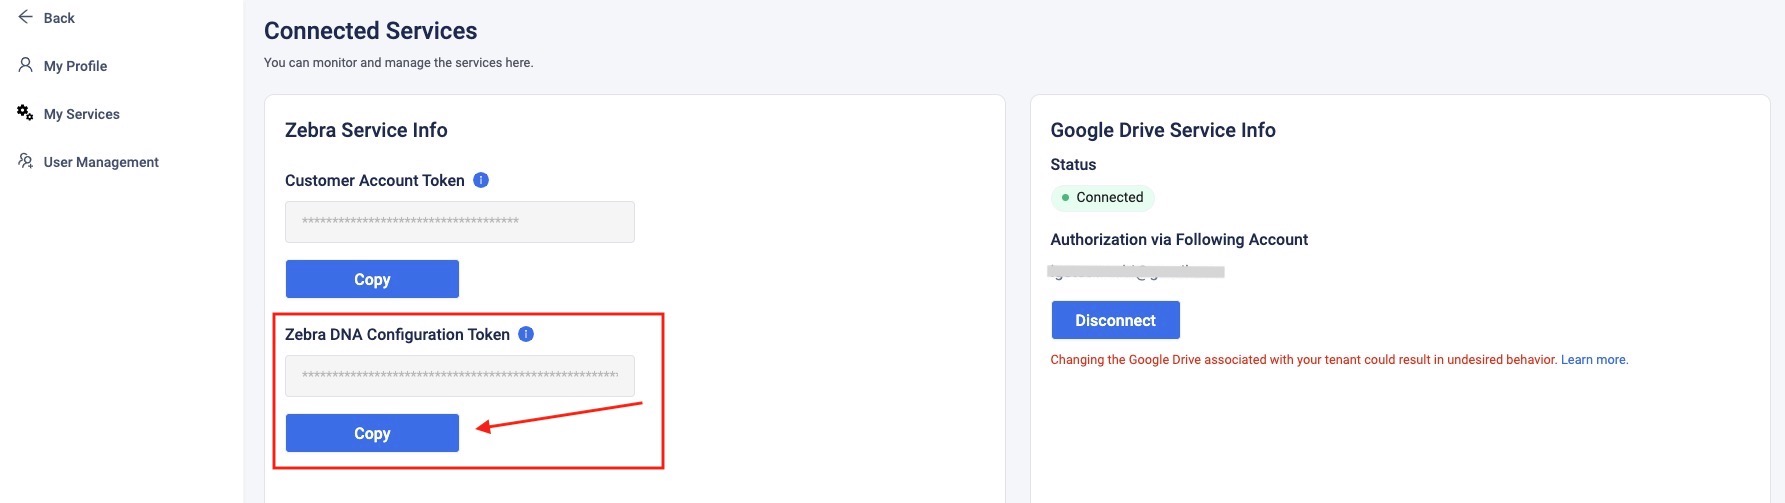 Back
My Profile
My Services
User Management
Connected Services
You can monitor and manage the services here.
Zebra Service Info
Customer Account Token
************************************
Copy
Zebra DNA Configuration Token
****************************************************
Copy
Google Drive Service Info
Status
Connected
Authorization via Following Account
Disconnect
Changing the Google Drive associated with your tenant could result in undesired behavior. Learn more.